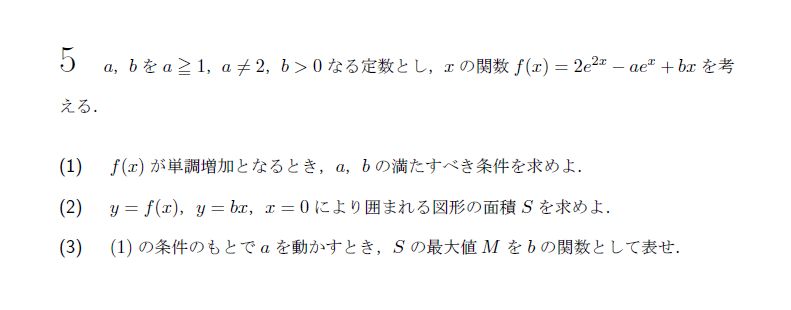 5 a，b を a ≧ 1，a ≠ 2，b > 0 なる定数とし，x の関数 f(x) = 2e^{2x} − ae^{x} + bx を考
える．
(1) f(x) が単調増加となるとき，a，b の満たすべき条件を求めよ．
(2) y = f(x)，y = bx，x = 0 により囲まれる図形の面積 S を求めよ．
(3) (1) の条件のもとで a を動かすとき，S の最大値 M を b の関数として表せ．